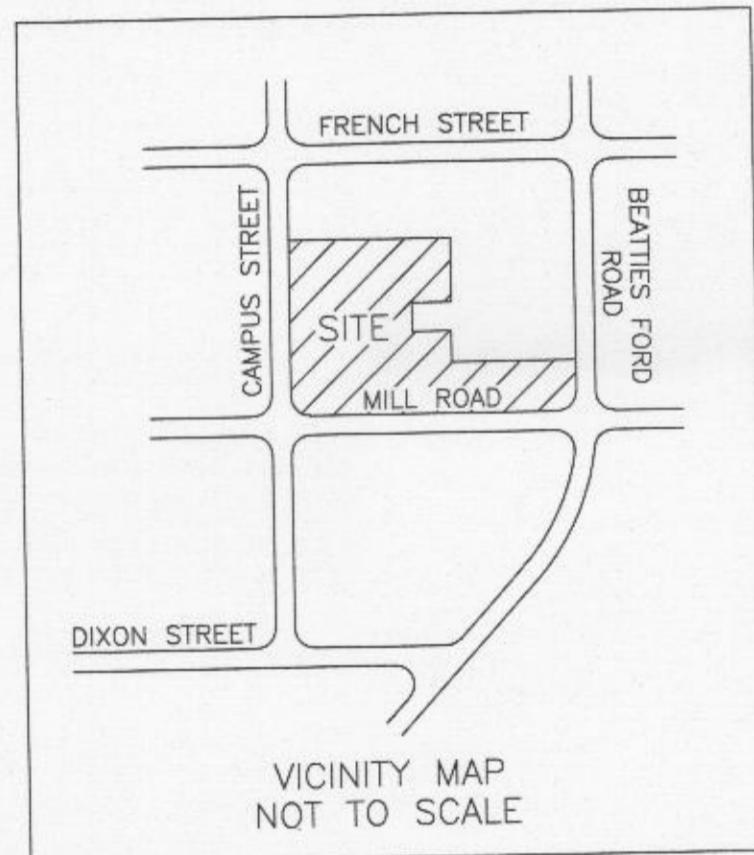 FRENCH STREET
CAMPUS STREET
BEATTIES FORD
ROAD
SITE
MILL ROAD
DIXON STREET
VICINITY MAP
NOT TO SCALE